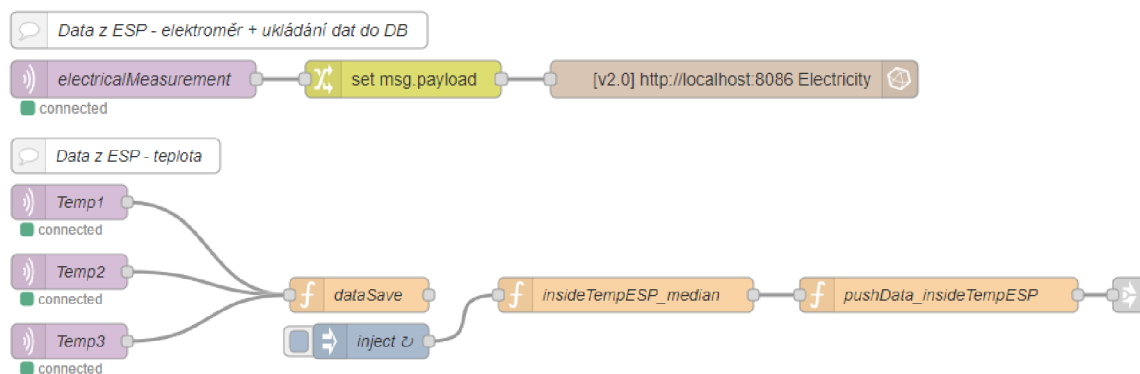 Data z ESP - elektroměr + ukládání dat do DB
electricalMeasurement
set msg.payload
[v2.0] http://localhost:8086 Electricity
connected
Data z ESP - teplota
Temp1
connected
Temp2
connected
dataSave
insideTempESP_median
pushData_insideTempESP
Temp3
inject ↻
connected